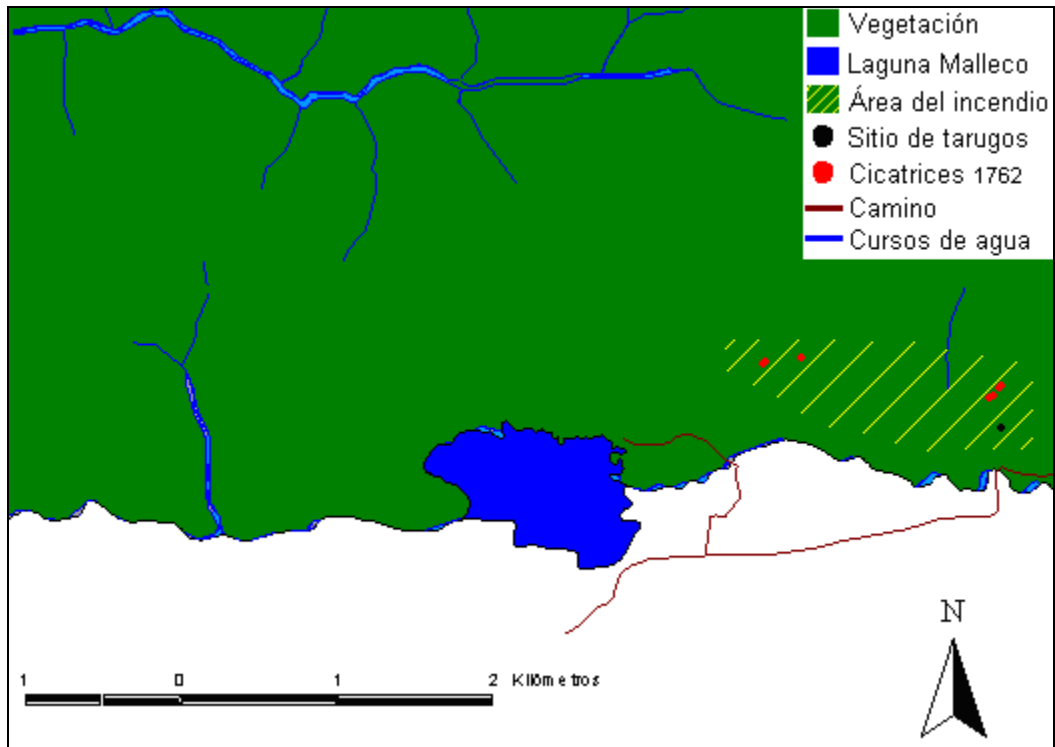 Vegetación
Laguna Malleco
Área del incendio
Sitio de tarugos
Cicatrices 1762
Camino
Cursos de agua
N
1 0 1 2 Kilómetros